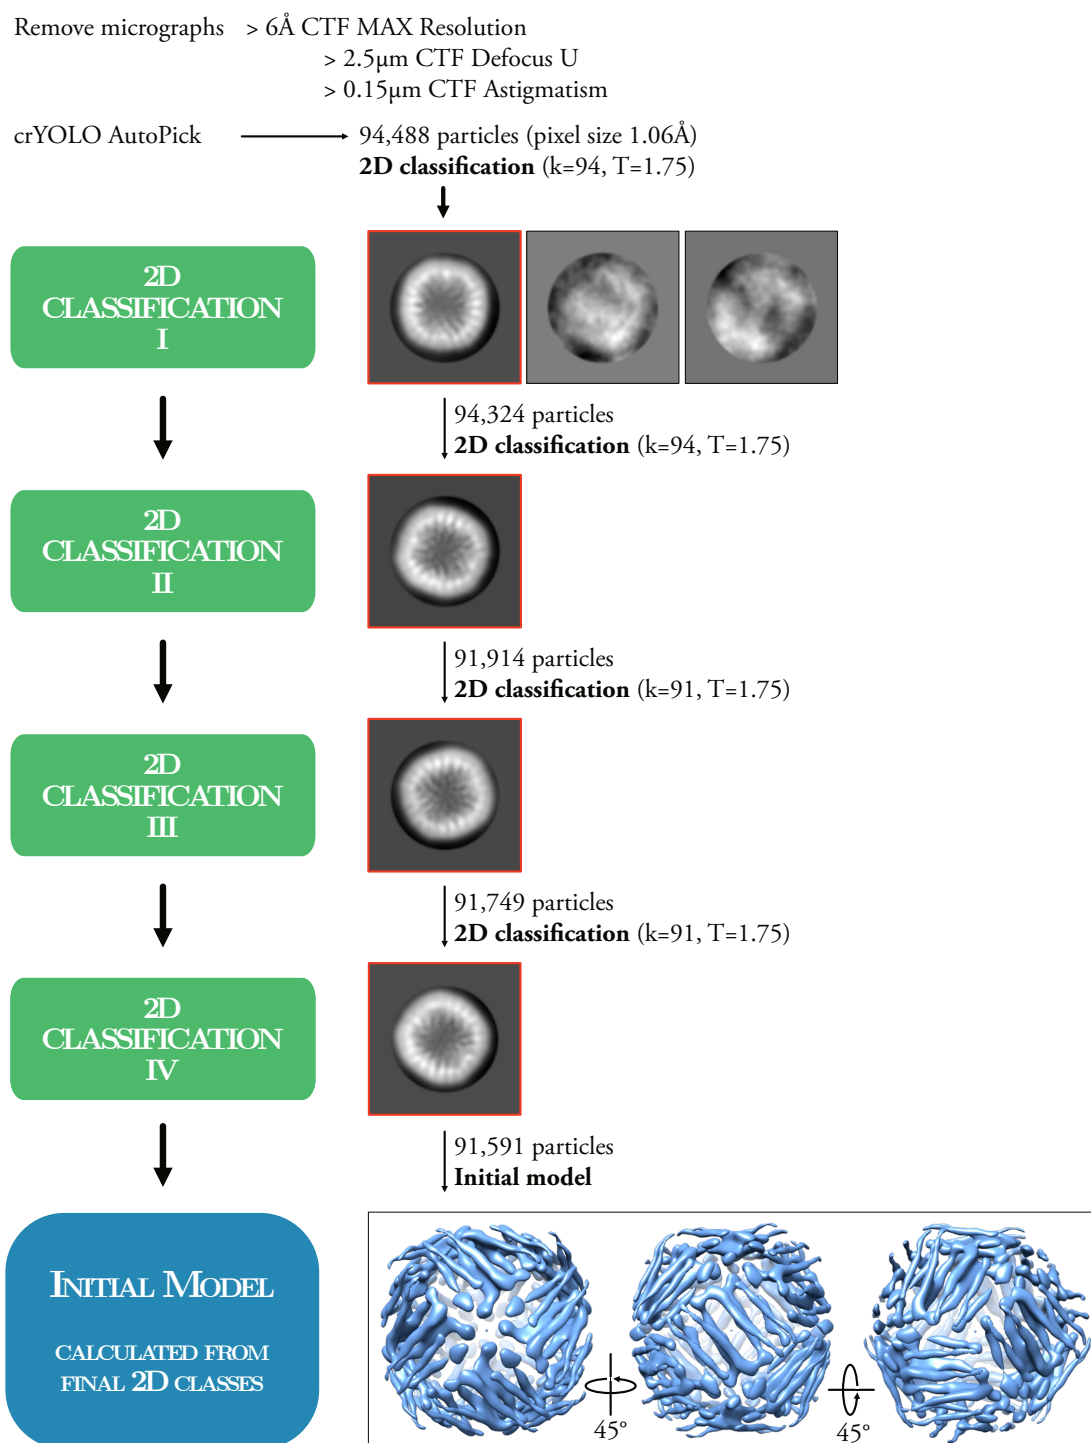 Remove micrographs > 6Å CTF MAX Resolution
> 2.5µm CTF Defocus U
> 0.15µm CTF Astigmatism
crYOLO AutoPick 94,488 particles (pixel size 1.06Å)
2D classification (k=94, T=1.75)
2D
CLASSIFICATION
I
94,324 particles
2D classification (k=94, T=1.75)
2D
CLASSIFICATION
II
91,914 particles
2D classification (k=91, T=1.75)
2D
CLASSIFICATION
III
91,749 particles
2D classification (k=91, T=1.75)
2D
CLASSIFICATION
IV
91,591 particles
Initial model
INITIAL MODEL
CALCULATED FROM
FINAL 2D CLASSES
45°
45°